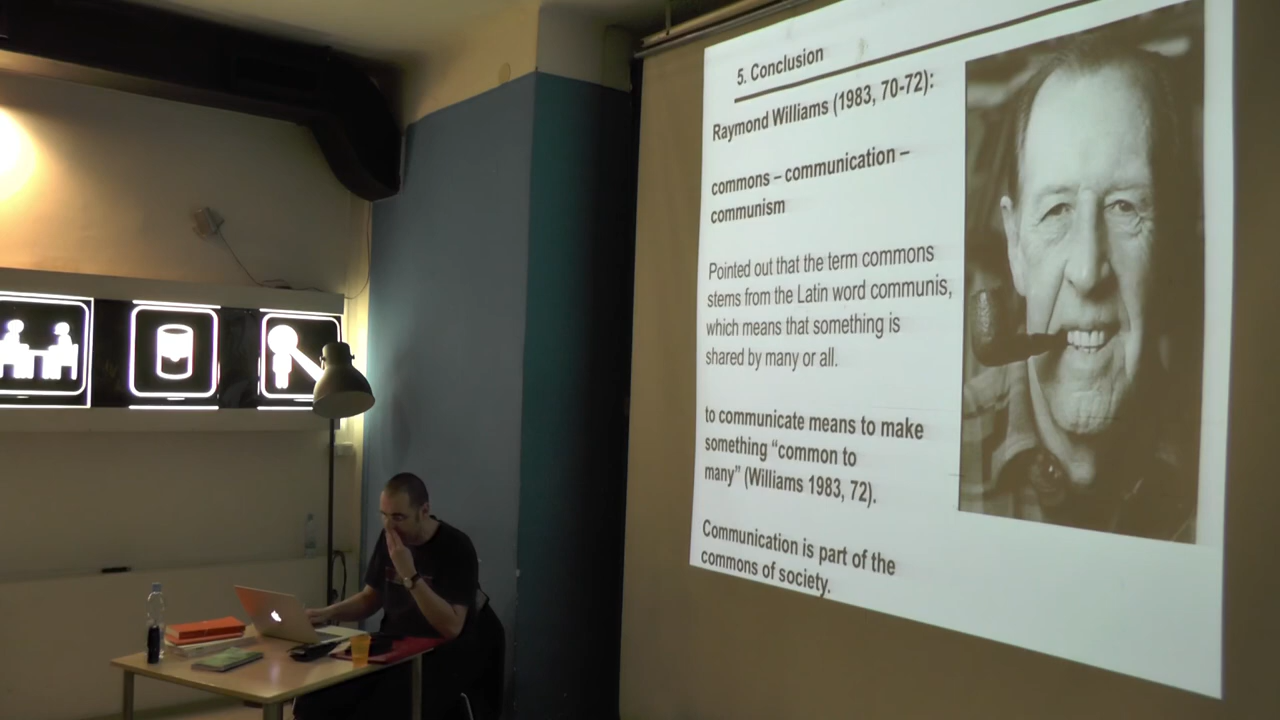 5. Conclusion
Raymond Williams (1983, 70-72):
commons – communication –
communism
Pointed out that the term commons
stems from the Latin word communis,
which means that something is
shared by many or all.
to communicate means to make
something “common to
many” (Williams 1983, 72).
Communication is part of the
commons of society.